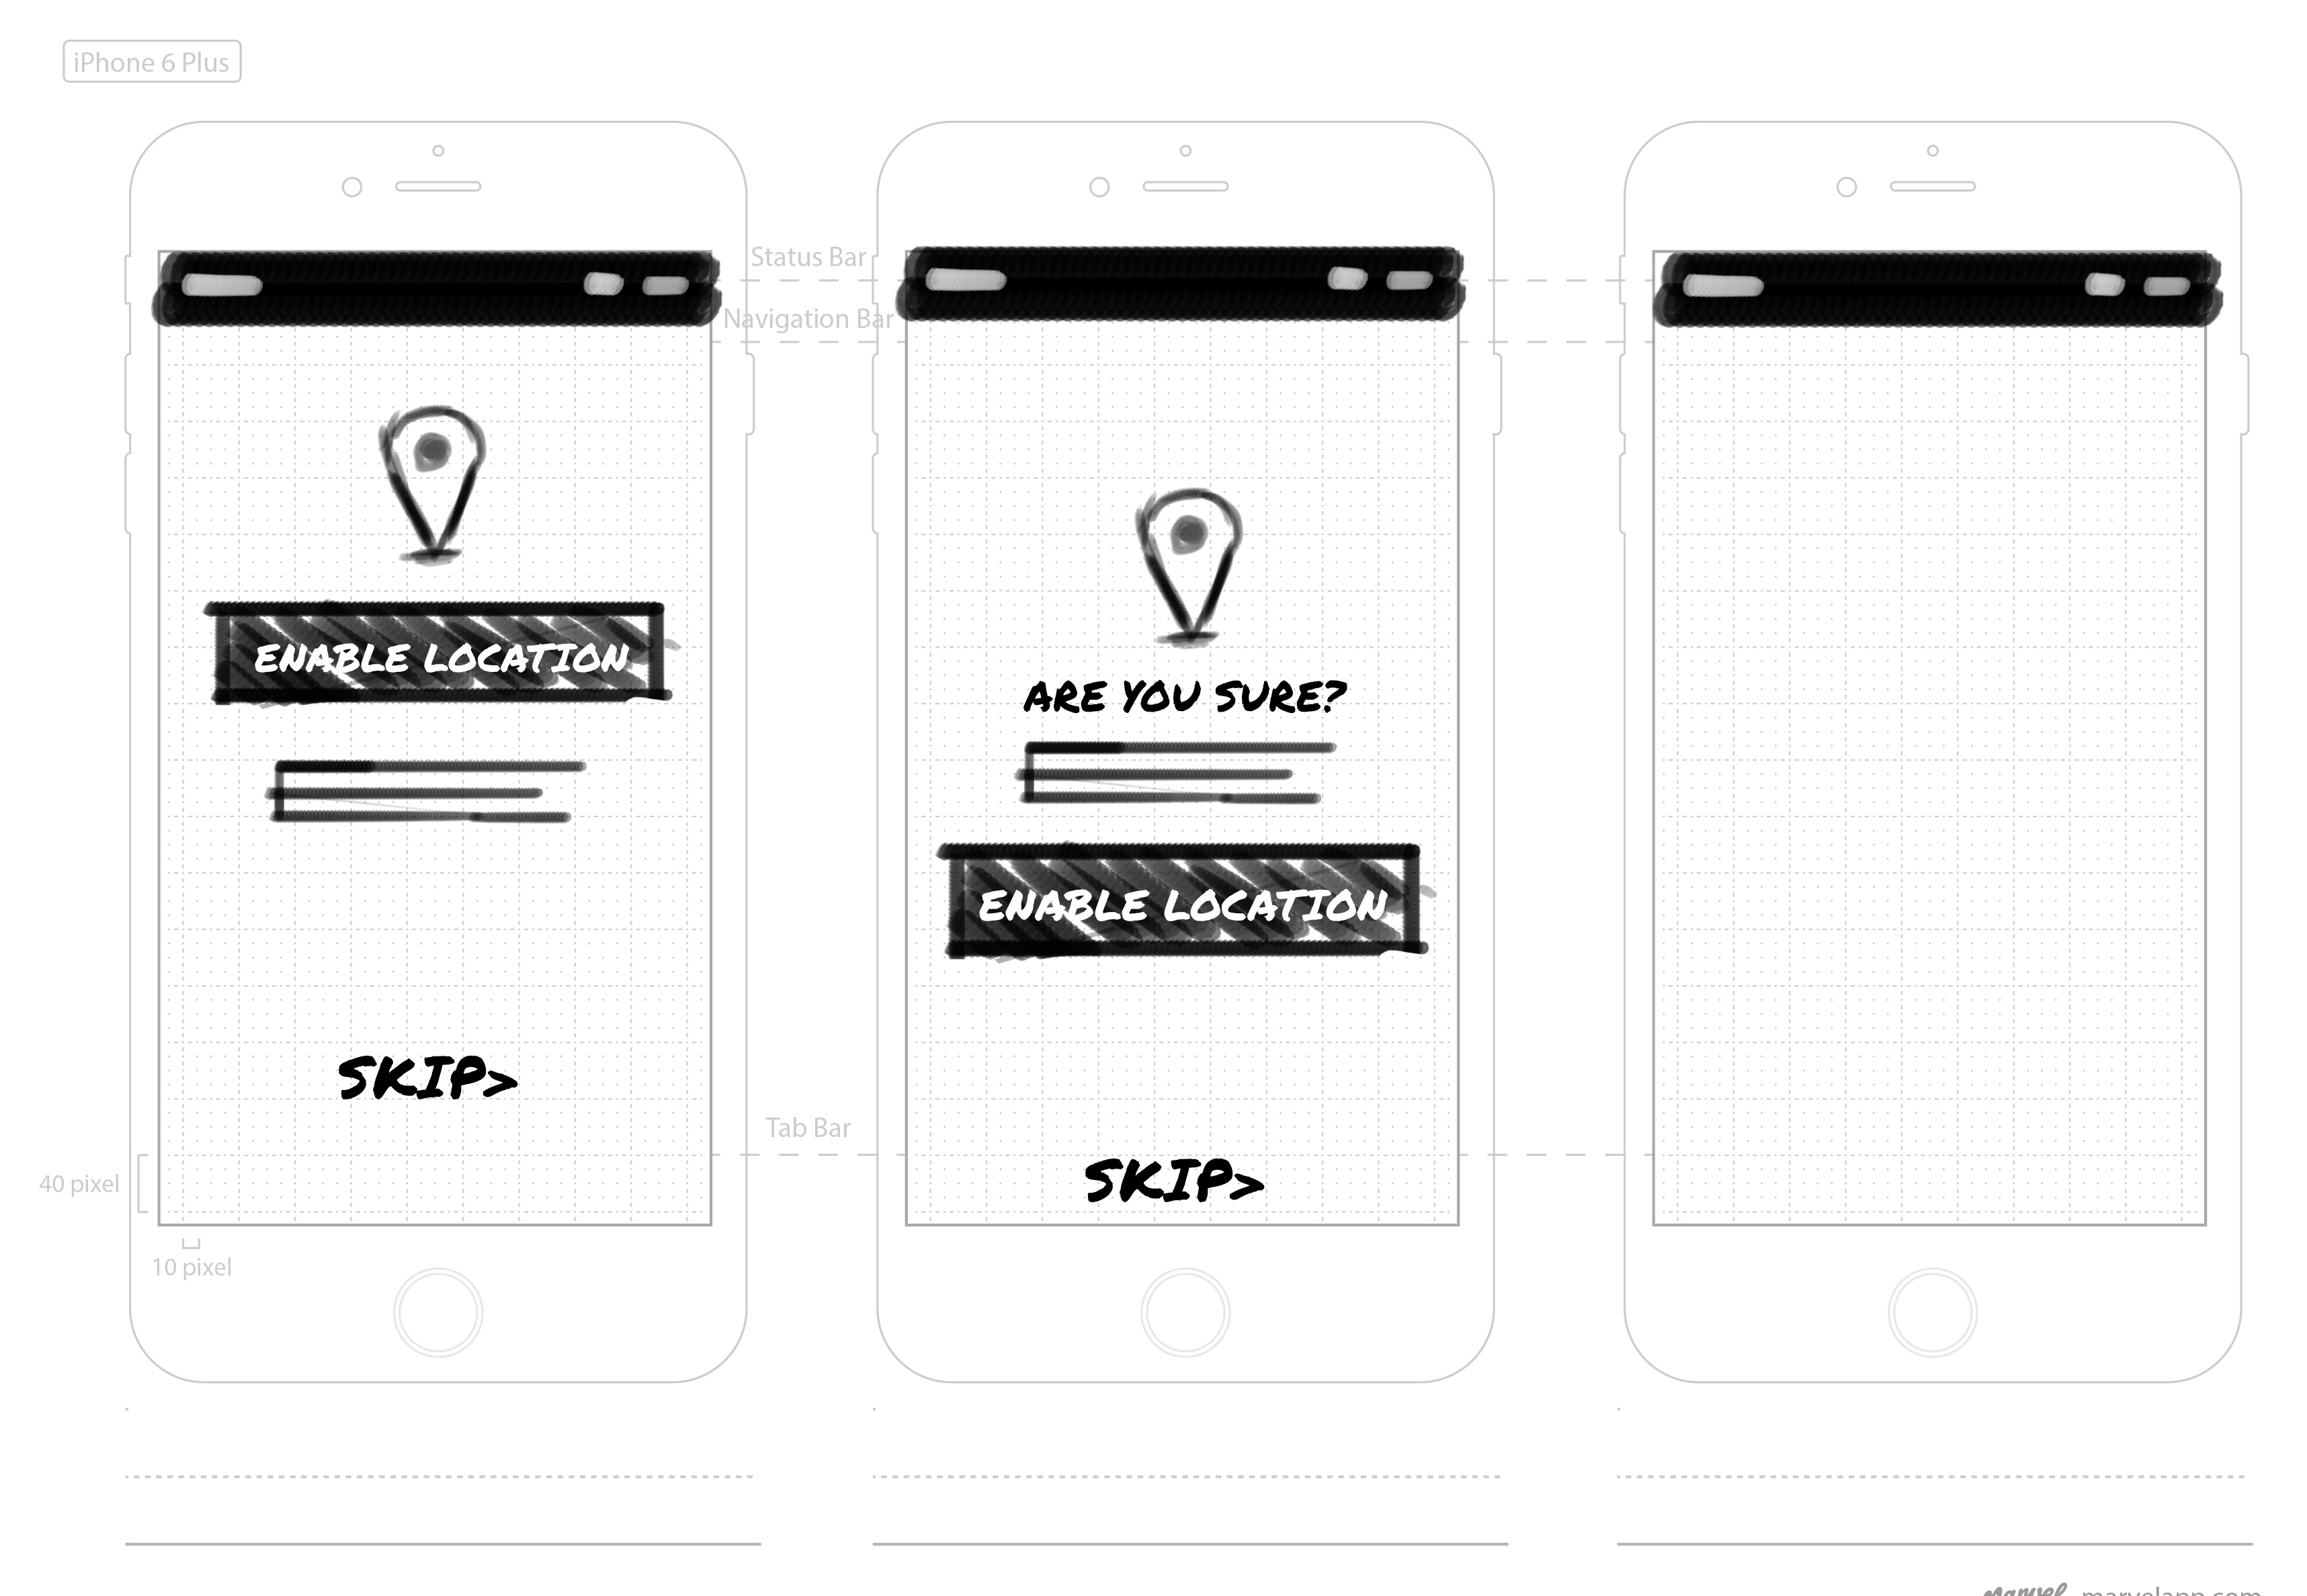 iPhone 6 Plus
Status Bar
Navigation Bar
ENABLE LOCATION
SKIP>
ARE YOU SURE?
ENABLE LOCATION
Tab Bar
SKIP>
40 pixel
10 pixel
marvel marvelapp.com